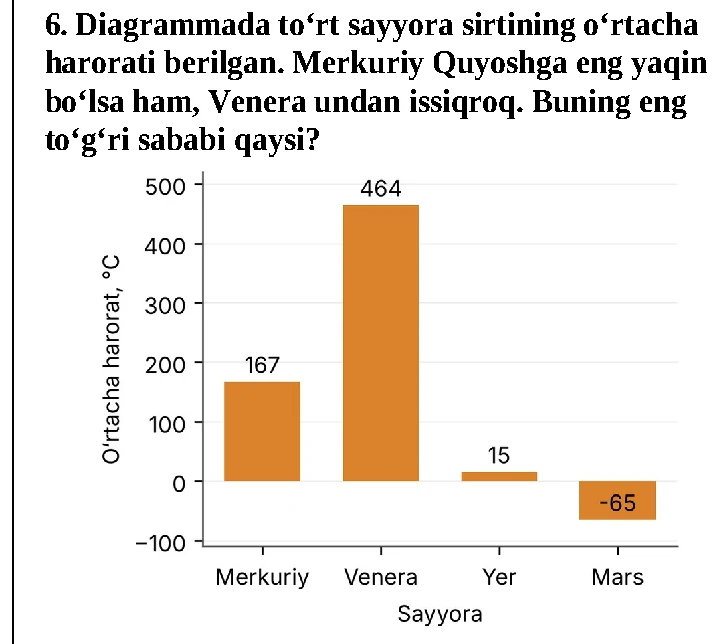 6. Diagrammada to‘rt sayyora sirtining o‘rtacha
harorati berilgan. Merkuriy Quyoshga eng yaqin
bo‘lsa ham, Venera undan issiqroq. Buning eng
to‘g‘ri sababi qaysi?
500
400
300
200
100
0
−100
O'rtacha harorat, °C
167
464
15
-65
Merkuriy
Venera
Yer
Mars
Sayyora